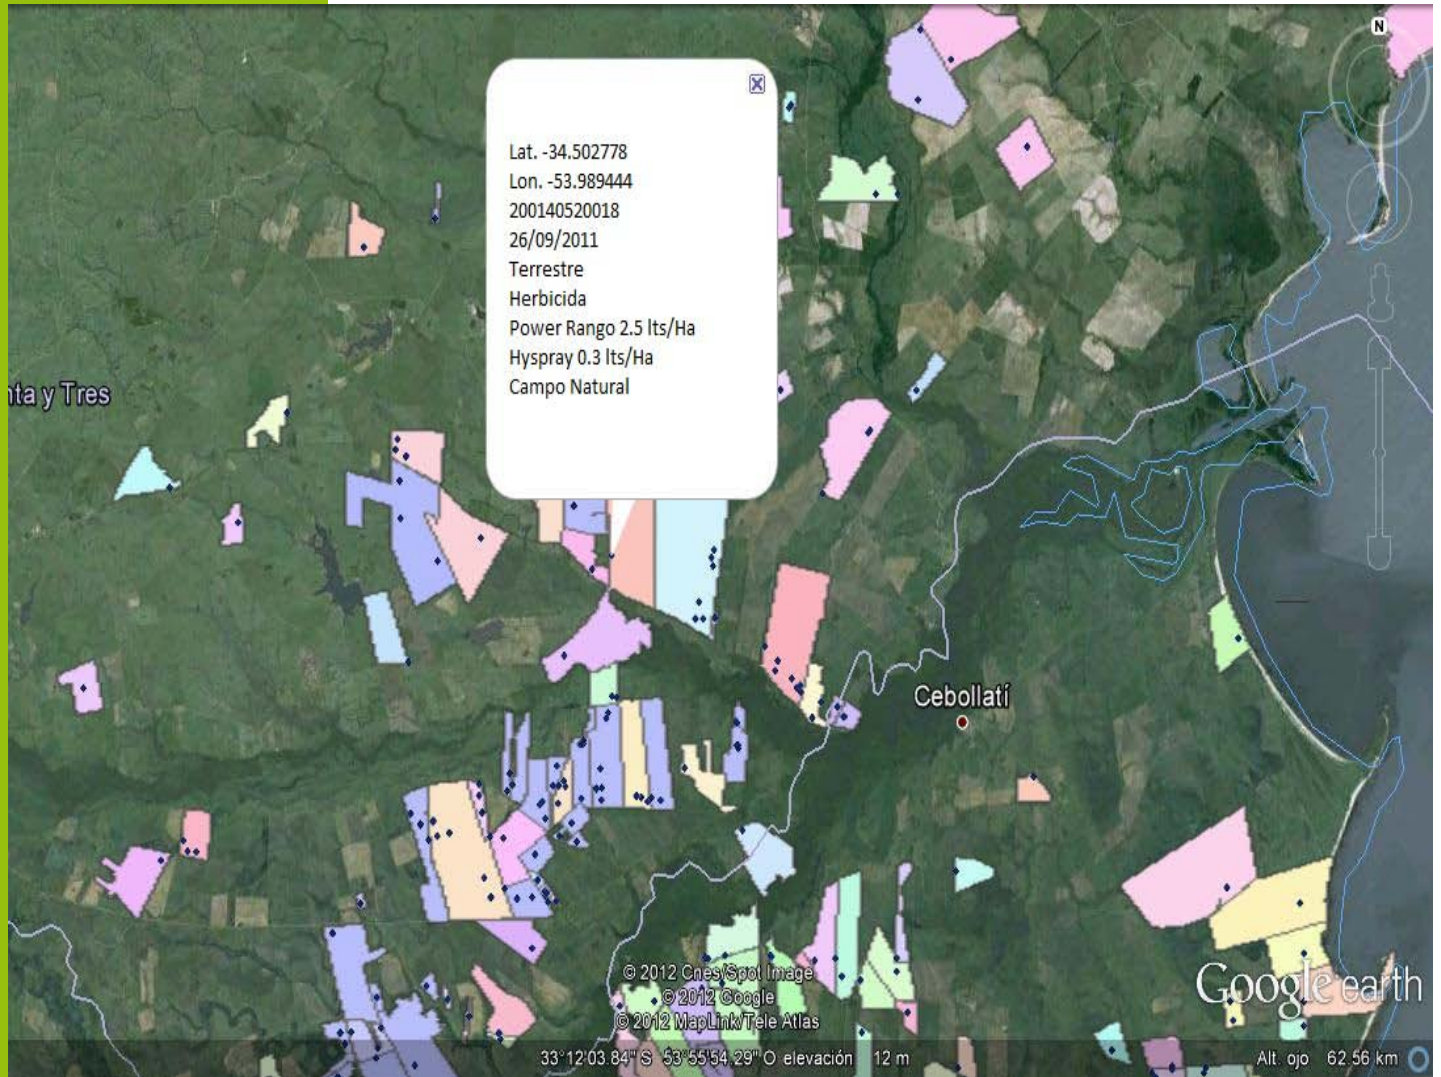 N
Lat. -34.502778
Lon. -53.989444
200140520018
26/09/2011
Terrestre
Herbicida
Power Rango 2.5 lts/Ha
Hyspray 0.3 lts/Ha
Campo Natural
nta y Tres
Cebollatí
© 2012 Cnes/Spot Image
© 2012 Google
© 2012 MapLink/Tele Atlas
Google earth
33°12'03.84" S 53°55'54.29" O elevación 12 m
Alt. ojo 62.56 km